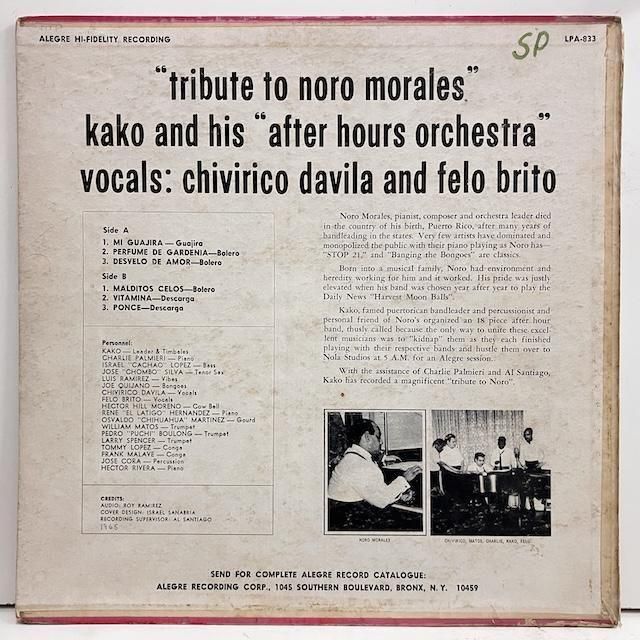 ALEGRE HI-FIDELITY RECORDING
SP
LPA-833
"tribute to noro morales"
kako and his "after hours orchestra"
vocals: chivirico davila and felo brito
Side A
1. MI GUAJIRA — Guajira
2. PERFUME DE GARDENIA—Bolero
3. DESVELO DE AMOR—Bolero
Side B
1. MALDITOS CELOS—Bolero
2. VITAMINA—Descarga
3. PONCE—Descarga
Personnel:
KAKO — Leader & Timbales
CHARLIE PALMIERI — Piano
ISRAEL "CACHAO" LOPEZ — Bass
JOSE "CHOMBO" SILVA — Tenor Sax
LUIS RAMIREZ — Vibes
JOE QUIJANO — Bongoes
CHIVIRICO DAVILA — Vocals
FELO BRITO — Vocals
HECTOR HILL MORENO — Cow Bell
RENE "EL LATIGO" HERNANDEZ — Piano
OSVALDO "CHIHUAHUA" MARTINEZ — Gourd
WILLIAM MATOS — Trumpet
PEDRO "PUCHI" BOULONG — Trumpet
LARRY SPENCER — Trumpet
TOMMY LOPEZ — Conga
FRANK MALAVE — Conga
JOSE CORA — Percussion
HECTOR RIVERA — Piano
CREDITS:
AUDIO: ROY RAMIREZ
COVER DESIGN: ISRAEL SANABRIA
RECORDING SUPERVISOR: AL SANTIAGO
1965
Noro Morales, pianist, composer and orchestra leader died
in the country of his birth, Puerto Rico, after many years of
bandleading in the states. Very few artists have dominated and
monopolized the public with their piano playing as Noro has—
"STOP 21," and "Banging the Bongoes" are classics.
Born into a musical family, Noro had environment and
heredity working for him and it worked. His pride was justly
elevated when his band was chosen year after year to play the
Daily News "Harvest Moon Balls".
Kako, famed puertorican bandleader and percussionist and
personal friend of Noro's organized an 18 piece after hour
band, thusly called because the only way to unite these excel-
lent musicians was to "kidnap" them as they each finished
playing with their respective bands and hustle them over to
Nola Studios at 5 A.M. for an Alegre session.
With the assistance of Charlie Palmieri and Al Santiago,
Kako has recorded a magnificent "tribute to Noro".
NORO MORALES
CHIVIRICO, MATOS, CHARLIE, KAKO, FELO
SEND FOR COMPLETE ALEGRE RECORD CATALOGUE:
ALEGRE RECORDING CORP., 1045 SOUTHERN BOULEVARD, BRONX, N. Y. 10459